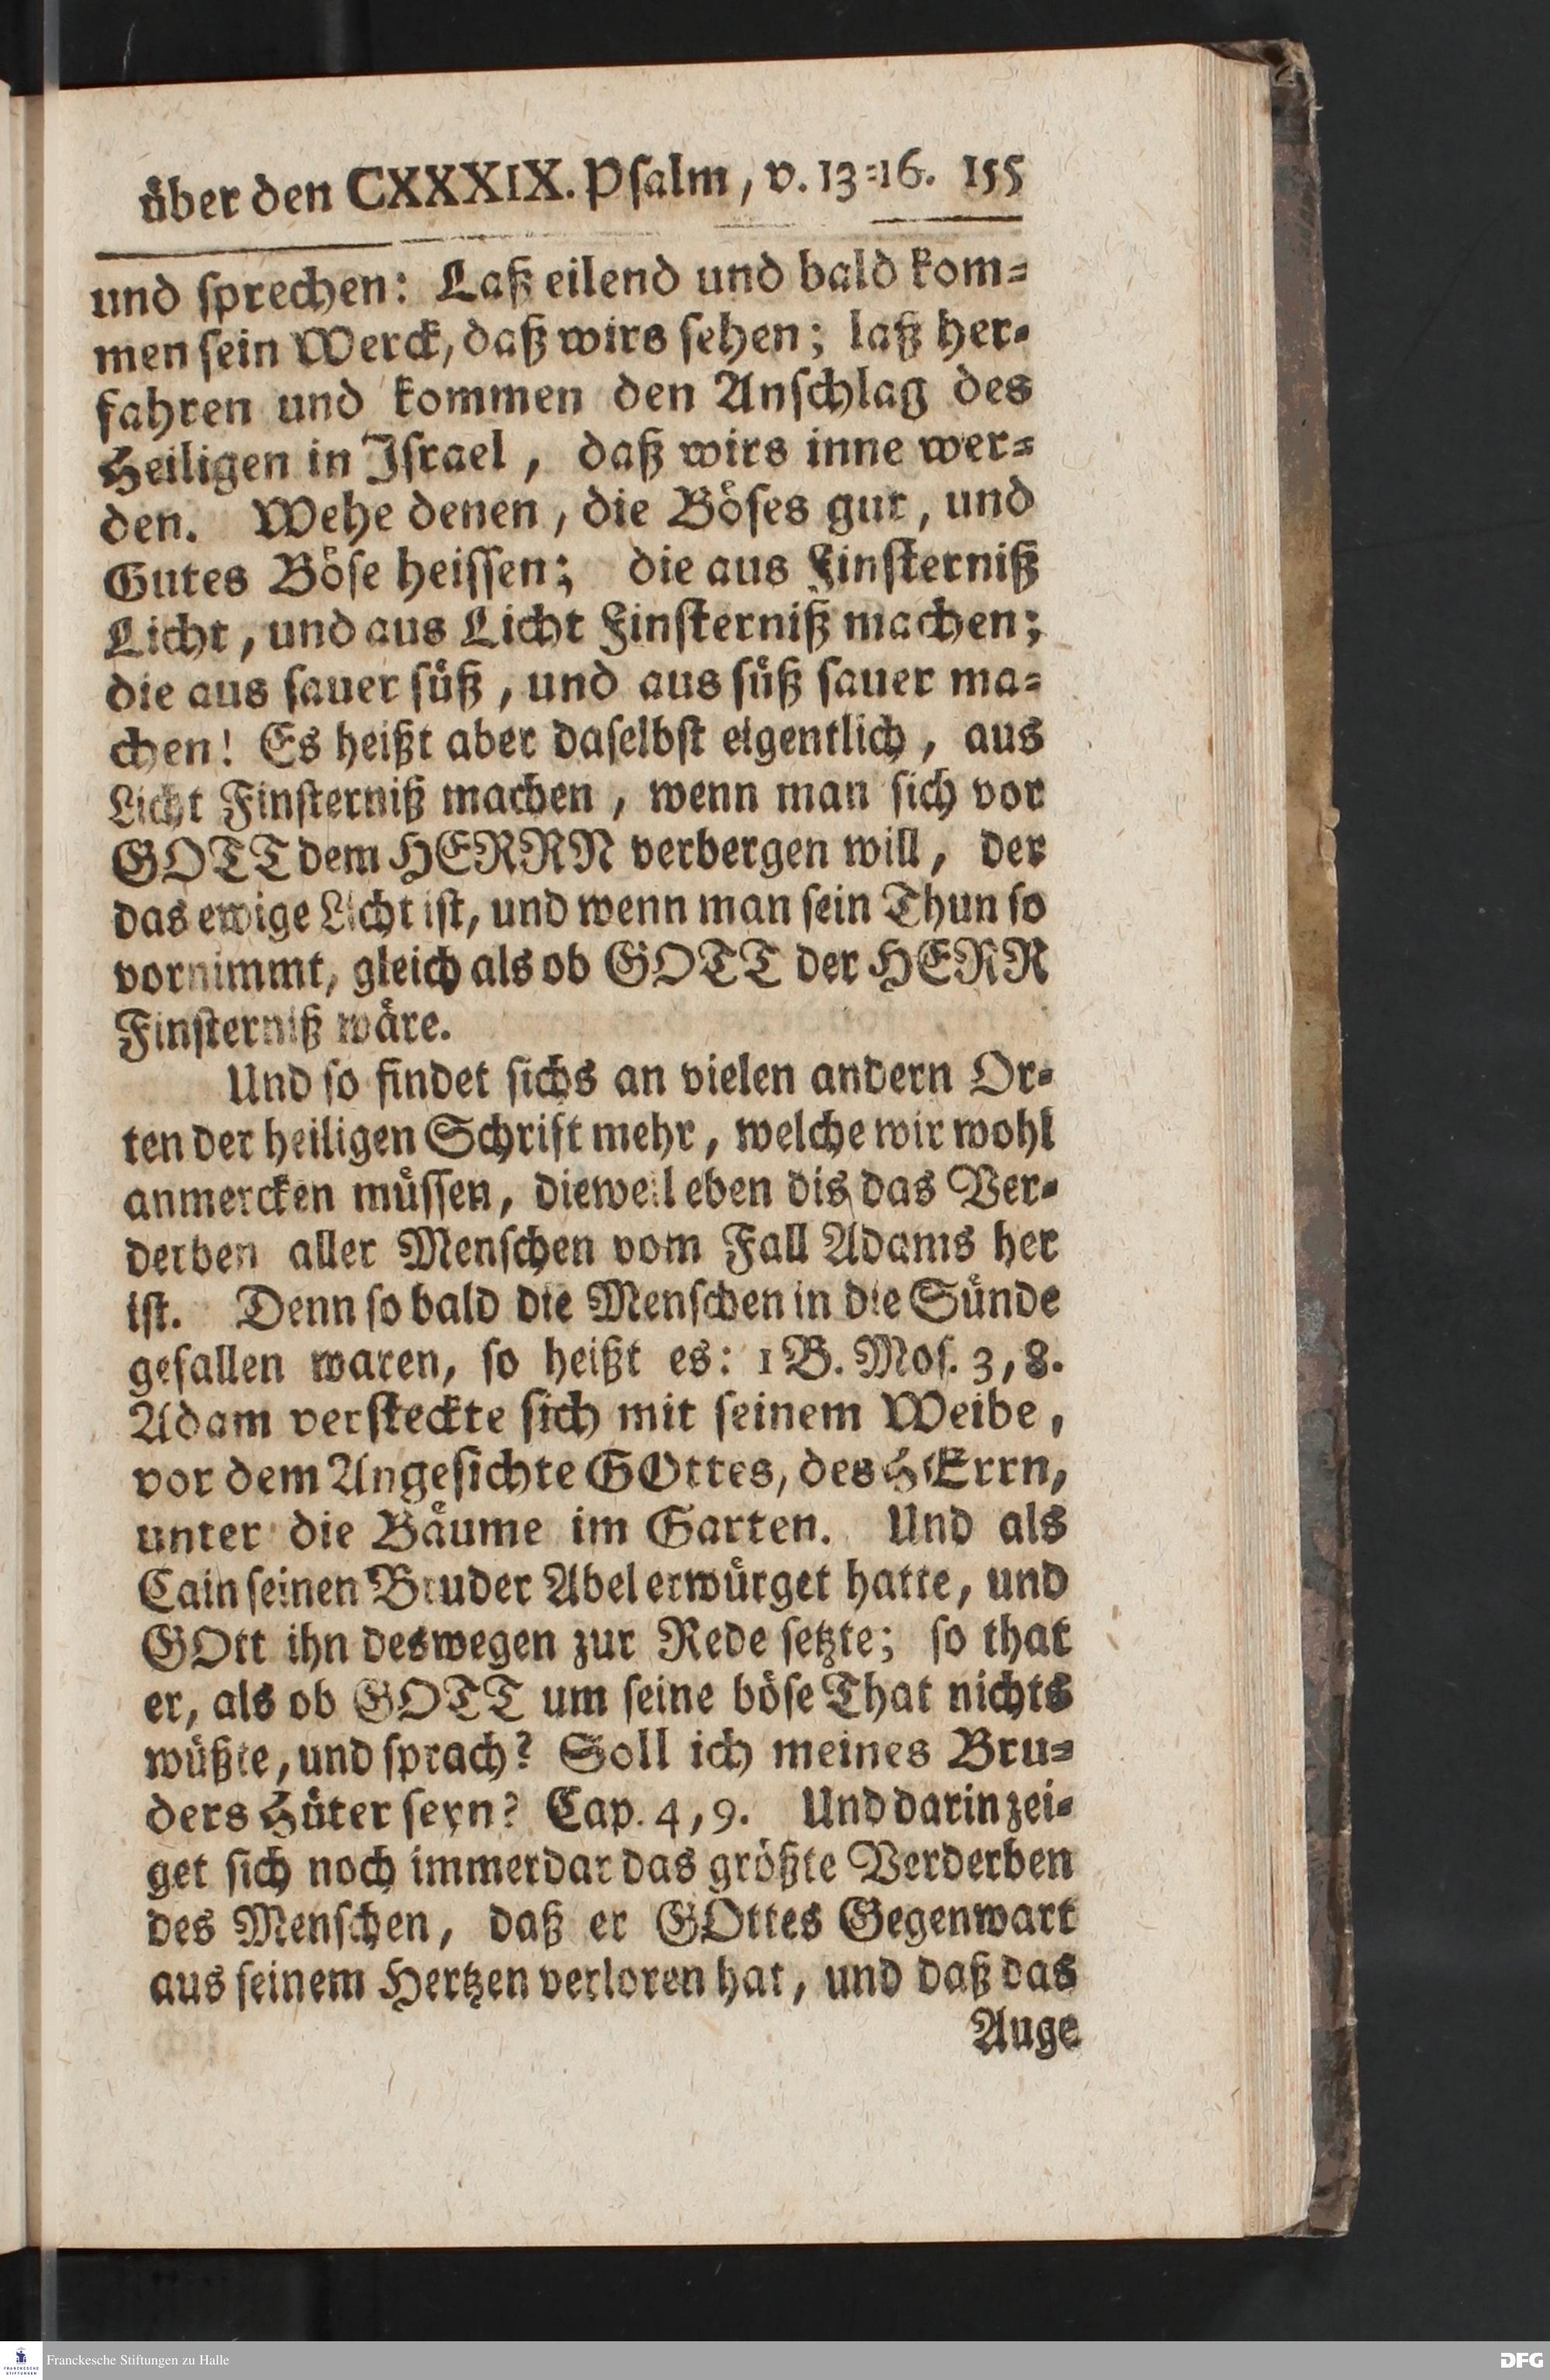 über den CXXXIX. Psalm, v. 13-16. 155
und sprechen: Laß eilend und bald kom-
men sein Werck, daß wirs sehen; laß her-
fahren und kommen den Anschlag des
Heiligen in Israel, daß wirs inne wer-
den. Wehe denen, die Böses gut, und
Gutes Böse heissen; die aus Finsterniß
Licht, und aus Licht Finsterniß machen;
die aus sauer süß, und aus süß sauer ma-
chen! Es heißt aber daselbst eigentlich, aus
Licht Finsterniß machen, wenn man sich vor
GOTT dem HERRN verbergen will, der
das ewige Licht ist, und wenn man sein Thun so
vornimmt, gleich als ob GOTT der HERR
Finsterniß wäre.
Und so findet sichs an vielen andern Or-
ten der heiligen Schrift mehr, welche wir wohl
anmercken müssen, dieweil eben dis das Ver-
derben aller Menschen vom Fall Adams her
ist. Denn so bald die Menschen in die Sünde
gefallen waren, so heißt es: 1 B. Mos. 3, 8.
Adam versteckte sich mit seinem Weibe,
vor dem Angesichte GOttes, des HErrn,
unter die Bäume im Garten. Und als
Cain seinen Bruder Abel erwürget hatte, und
GOtt ihn deswegen zur Rede setzte; so that
er, als ob GOTT um seine böse That nichts
wüßte, und sprach? Soll ich meines Bru-
ders Hüter seyn? Cap. 4, 9. Und darin zei-
get sich noch immerdar das größte Verderben
des Menschen, daß er GOttes Gegenwart
aus seinem Hertzen verloren hat, und daß das
Auge
FRANCKESCHE STIFTUNGEN
Franckesche Stiftungen zu Halle
DFG